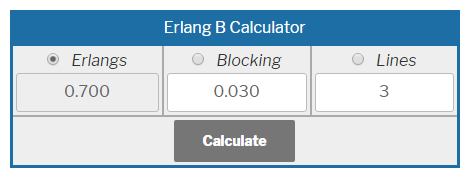 Erlang B Calculator
Erlangs Blocking Lines
0.700 0.030 3
Calculate